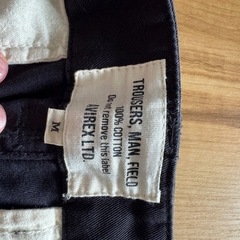 TROUSERS, MAN, FIELD
100% COTTON
Do not remove this label
AVIREX LTD.
M